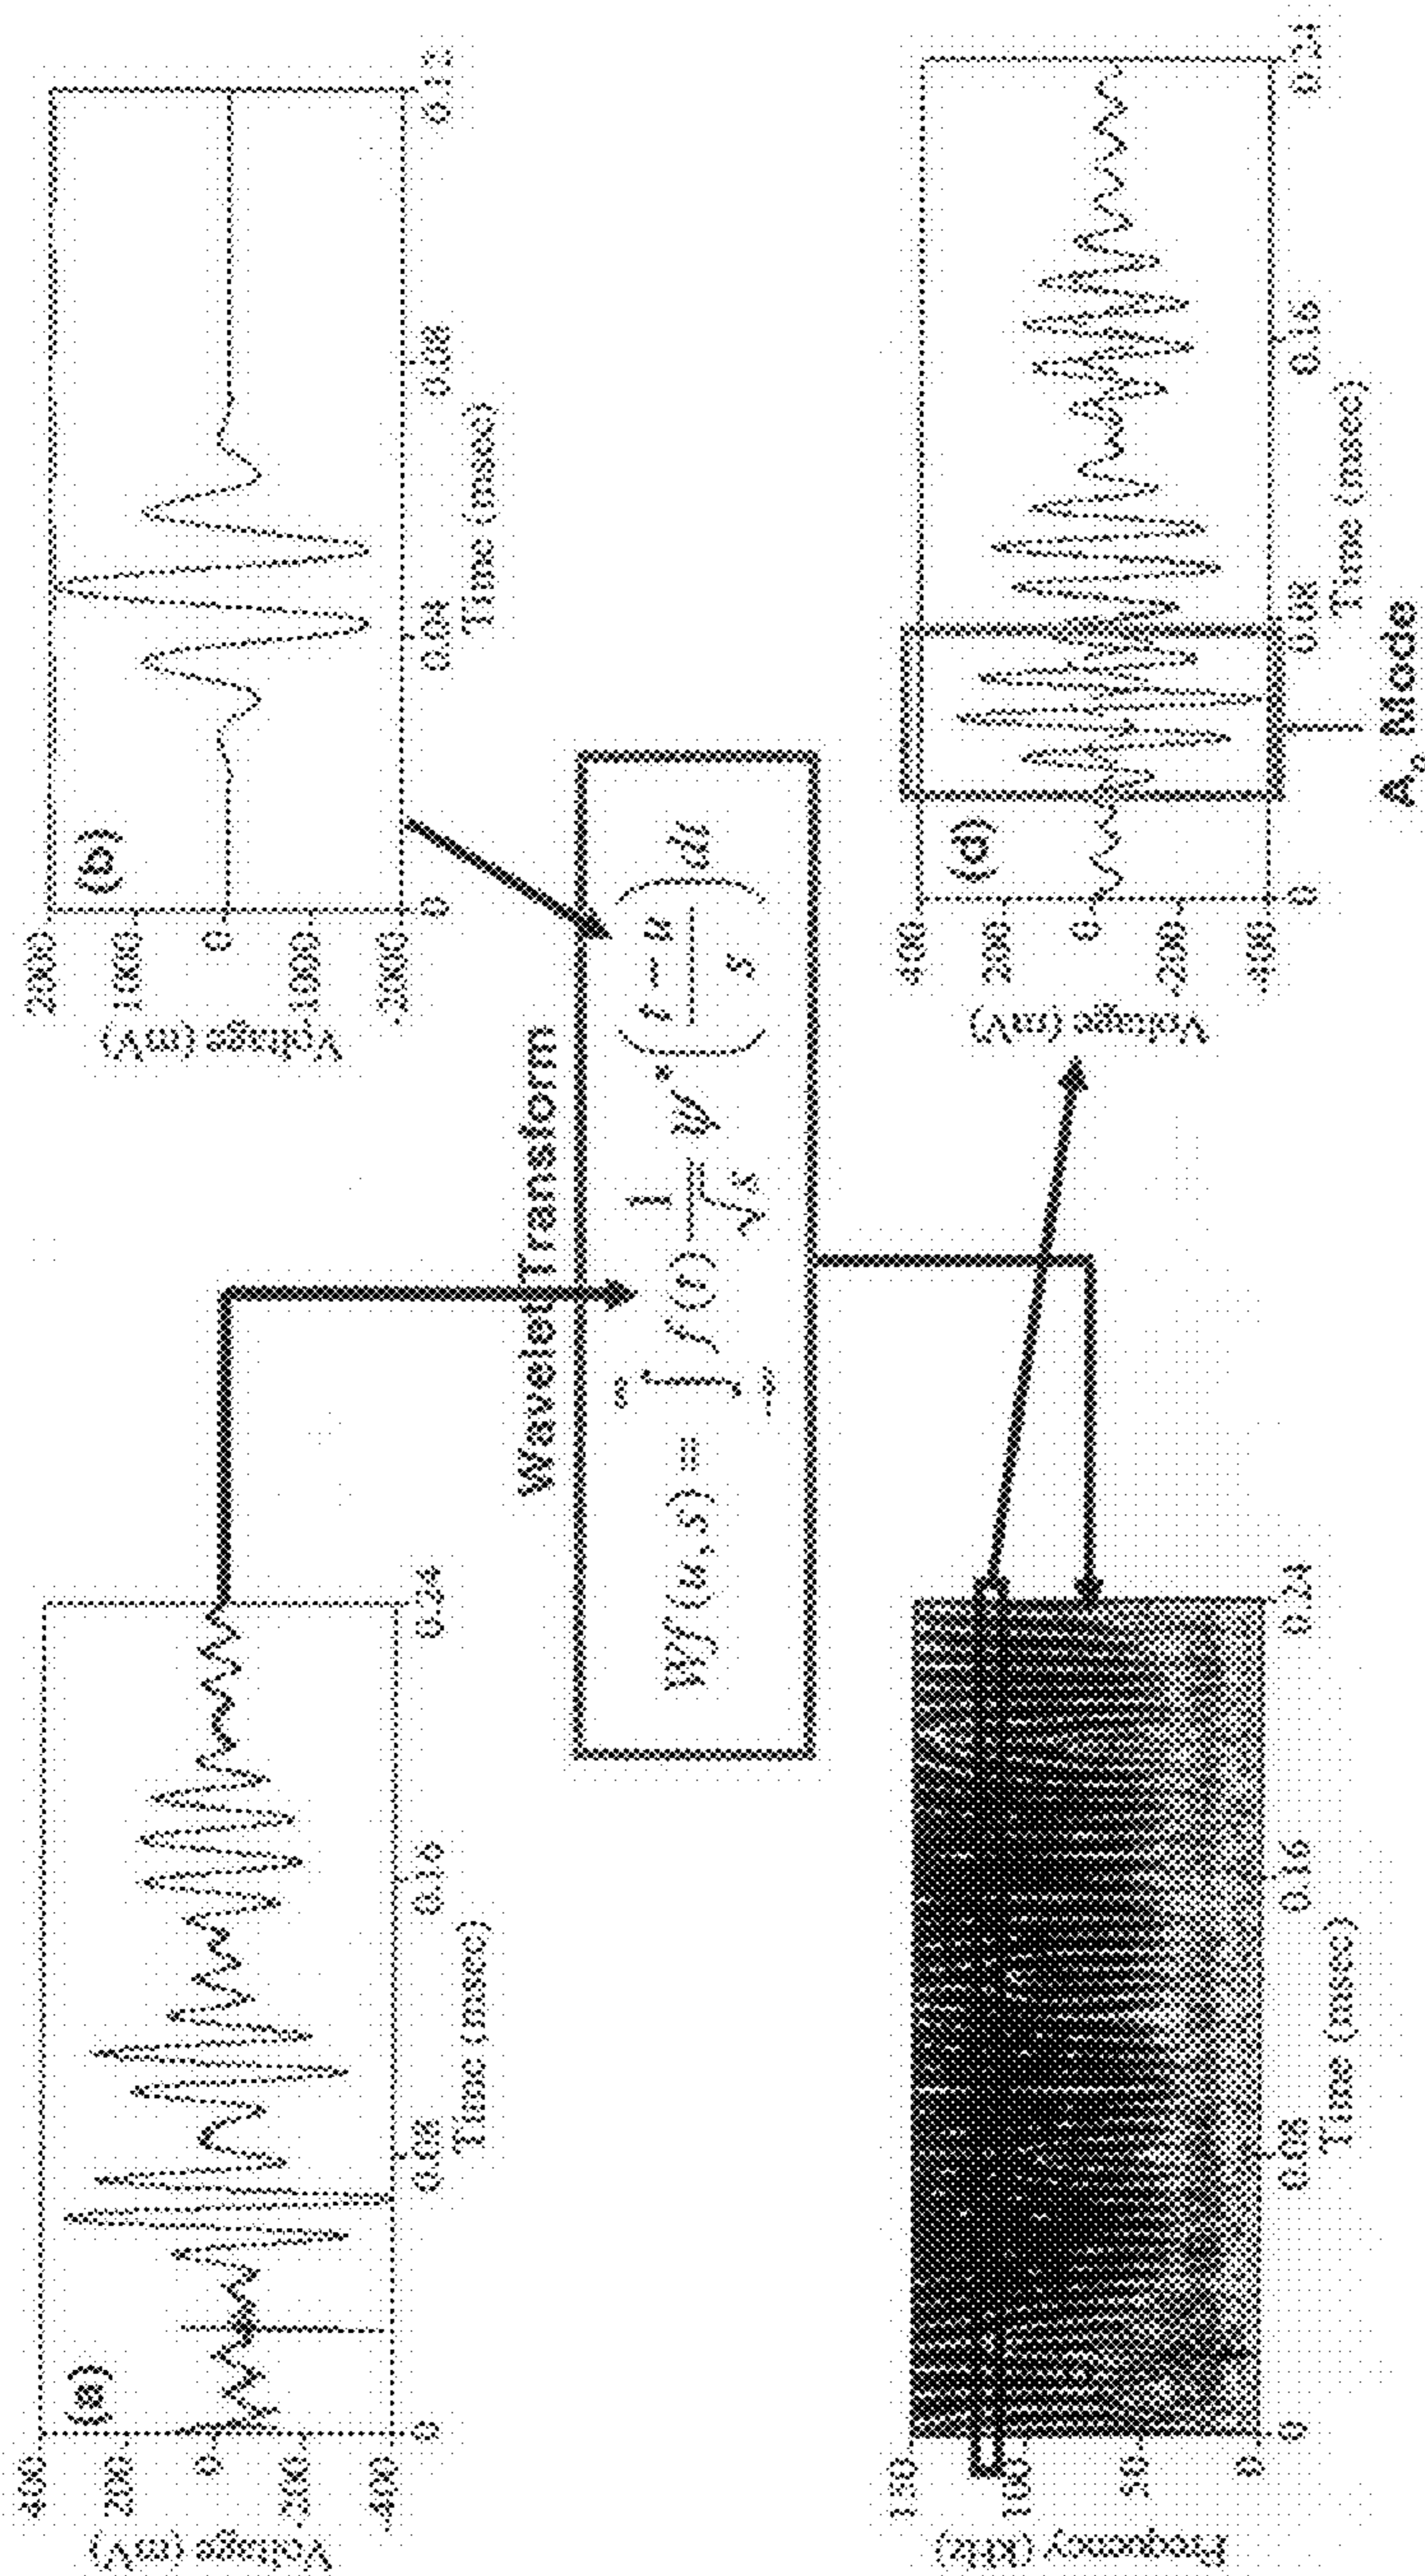 (a)
Voltage (mV)
400
200
0
-200
-400
0
0.08
0.16
0.24
Time (msec)
(b)
Voltage (mV)
2000
1000
0
-1000
-2000
0
0.04
0.08
0.12
Time (msec)
Wavelet Transform
Wf(u,s) = ∫ f(t) 1/√s ψ*((t−u)/s) dt
Frequency (kHz)
150
100
50
0
0
0.08
0.16
0.24
Time (msec)
(d)
Voltage (mV)
400
200
0
-200
-400
0
0.08
0.16
0.24
Time (msec)
A₀ Mode